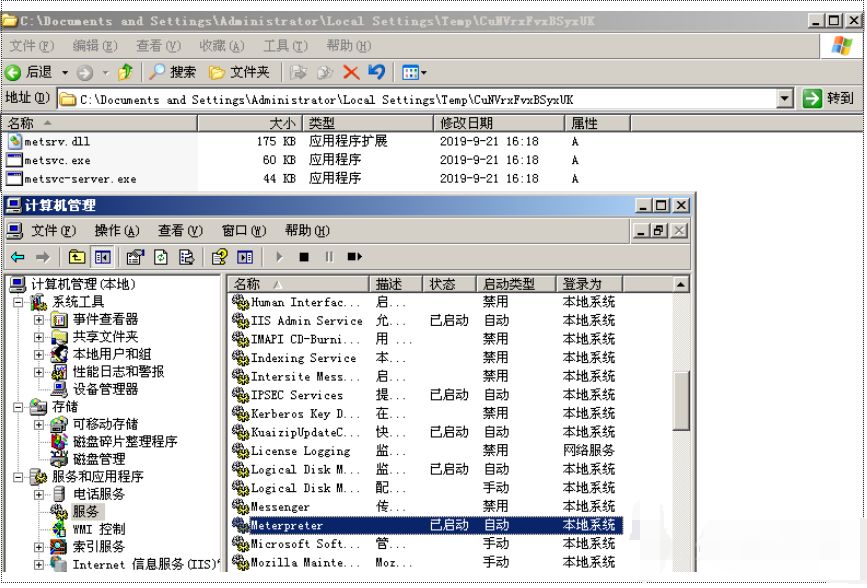 C:\Documents and Settings\Administrator\Local Settings\Temp\CuNVrxFvxBSyxUK
文件(F) 编辑(E) 查看(V) 收藏(A) 工具(T) 帮助(H)
后退 搜索 文件夹
地址(D) C:\Documents and Settings\Administrator\Local Settings\Temp\CuNVrxFvxBSyxUK 转到
名称 大小 类型 修改日期 属性
metsrv.dll 175 KB 应用程序扩展 2019-9-21 16:18 A
metsvc.exe 60 KB 应用程序 2019-9-21 16:18 A
metsvc-server.exe 44 KB 应用程序 2019-9-21 16:18 A
计算机管理
文件(F) 操作(A) 查看(V) 窗口(W) 帮助(H)
计算机管理(本地)
系统工具
事件查看器
共享文件夹
本地用户和组
性能日志和警报
设备管理器
存储
可移动存储
磁盘碎片整理程序
磁盘管理
服务和应用程序
电话服务
服务
WMI 控制
索引服务
Internet 信息服务(IIS)
名称 描述 状态 启动类型 登录为
Human Interfac... 启... 禁用 本地系统
IIS Admin Service 允... 已启动 自动 本地系统
IMAPI CD-Burni... 用 ... 禁用 本地系统
Indexing Service 本... 禁用 本地系统
Intersite Mess... 启... 禁用 本地系统
IPSEC Services 提... 已启动 自动 本地系统
Kerberos Key D... 在... 禁用 本地系统
KuaizipUpdateC... 快... 已启动 自动 本地系统
License Logging 监... 禁用 网络服务
Logical Disk M... 监... 已启动 自动 本地系统
Logical Disk M... 配... 手动 本地系统
Messenger 传... 禁用 本地系统
Meterpreter 已启动 自动 本地系统
Microsoft Soft... 管... 手动 本地系统
Mozilla Mainte... Moz... 手动 本地系统